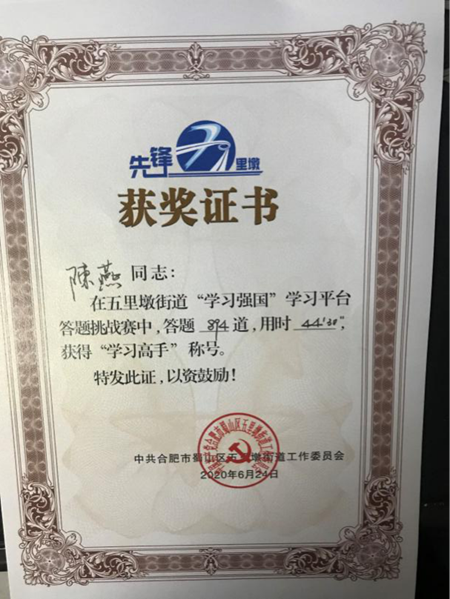 先锋 里墩
获奖证书
陈燕 同志：
在五里墩街道“学习强国”学习平台
答题挑战赛中，答题 894 道，用时 44'30"，
获得“学习高手”称号。
特发此证，以资鼓励！
中共合肥市蜀山区五里墩街道工作委员会
2020年6月24日